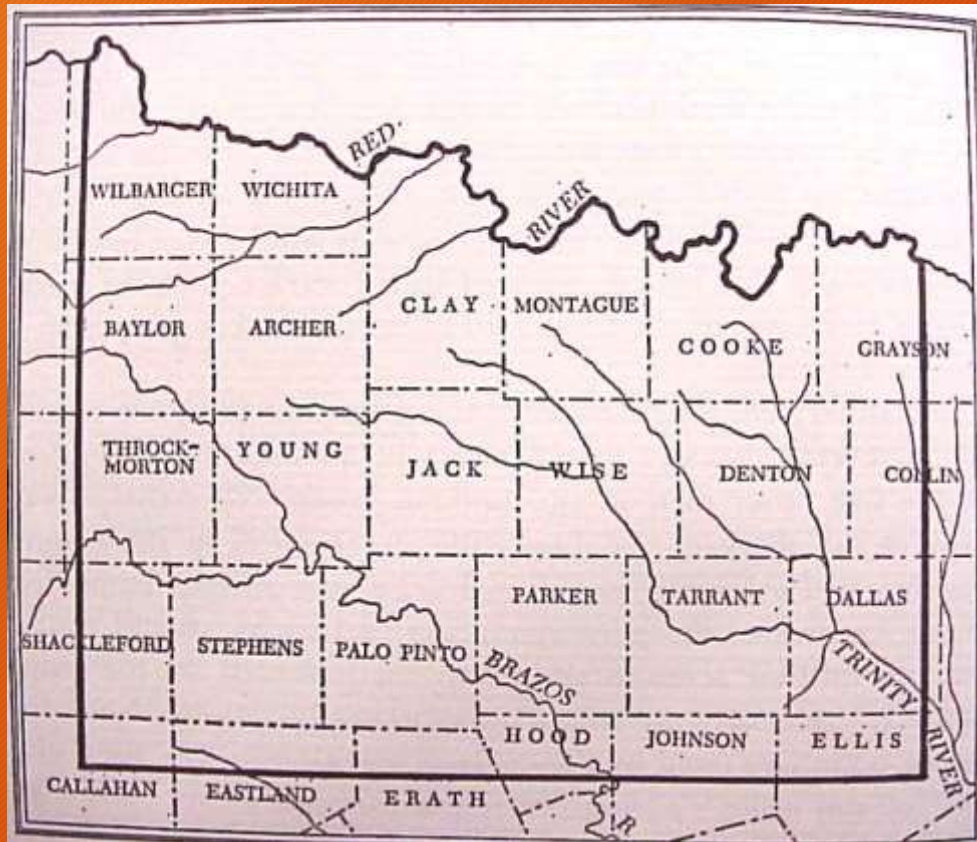 RED
RIVER
WILBARGER
WICHITA
CLAY
MONTAGUE
BAYLOR
ARCHER
COOKE
GRAYSON
THROCK-
MORTON
YOUNG
JACK
WISE
DENTON
COLLIN
PARKER
TARRANT
DALLAS
SHACKLEFORD
STEPHENS
PALO PINTO
BRAZOS
TRINITY
RIVER
HOOD
JOHNSON
ELLIS
CALLAHAN
EASTLAND
ERATH
R